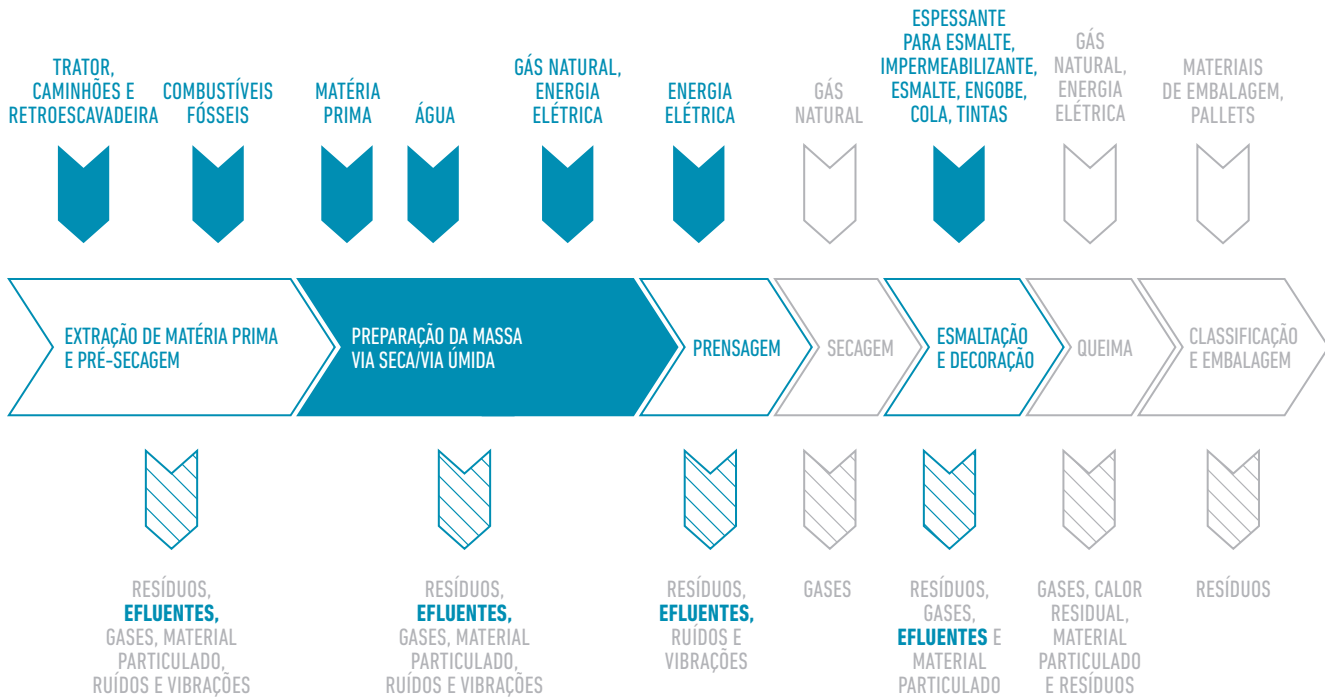 TRATOR,
CAMINHÕES E
RETROESCAVADEIRA
COMBUSTÍVEIS
FÓSSEIS
MATÉRIA
PRIMA
ÁGUA
GÁS NATURAL,
ENERGIA
ELÉTRICA
ENERGIA
ELÉTRICA
GÁS
NATURAL
ESPESSANTE
PARA ESMALTE,
IMPERMEABILIZANTE,
ESMALTE, ENGOBE,
COLA, TINTAS
GÁS
NATURAL,
ENERGIA
ELÉTRICA
MATERIAIS
DE EMBALAGEM,
PALLETS
EXTRAÇÃO DE MATÉRIA PRIMA
E PRÉ-SECAGEM
PREPARAÇÃO DA MASSA
VIA SECA/VIA ÚMIDA
PRENSAGEM
SECAGEM
ESMALTAÇÃO
E DECORAÇÃO
QUEIMA
CLASSIFICAÇÃO
E EMBALAGEM
RESÍDUOS,
EFLUENTES,
GASES, MATERIAL
PARTICULADO,
RUÍDOS E VIBRAÇÕES
RESÍDUOS,
EFLUENTES,
GASES, MATERIAL
PARTICULADO,
RUÍDOS E VIBRAÇÕES
RESÍDUOS,
EFLUENTES,
RUÍDOS E
VIBRAÇÕES
GASES
RESÍDUOS,
GASES,
EFLUENTES E
MATERIAL
PARTICULADO
GASES, CALOR
RESIDUAL,
MATERIAL
PARTICULADO
E RESÍDUOS
RESÍDUOS